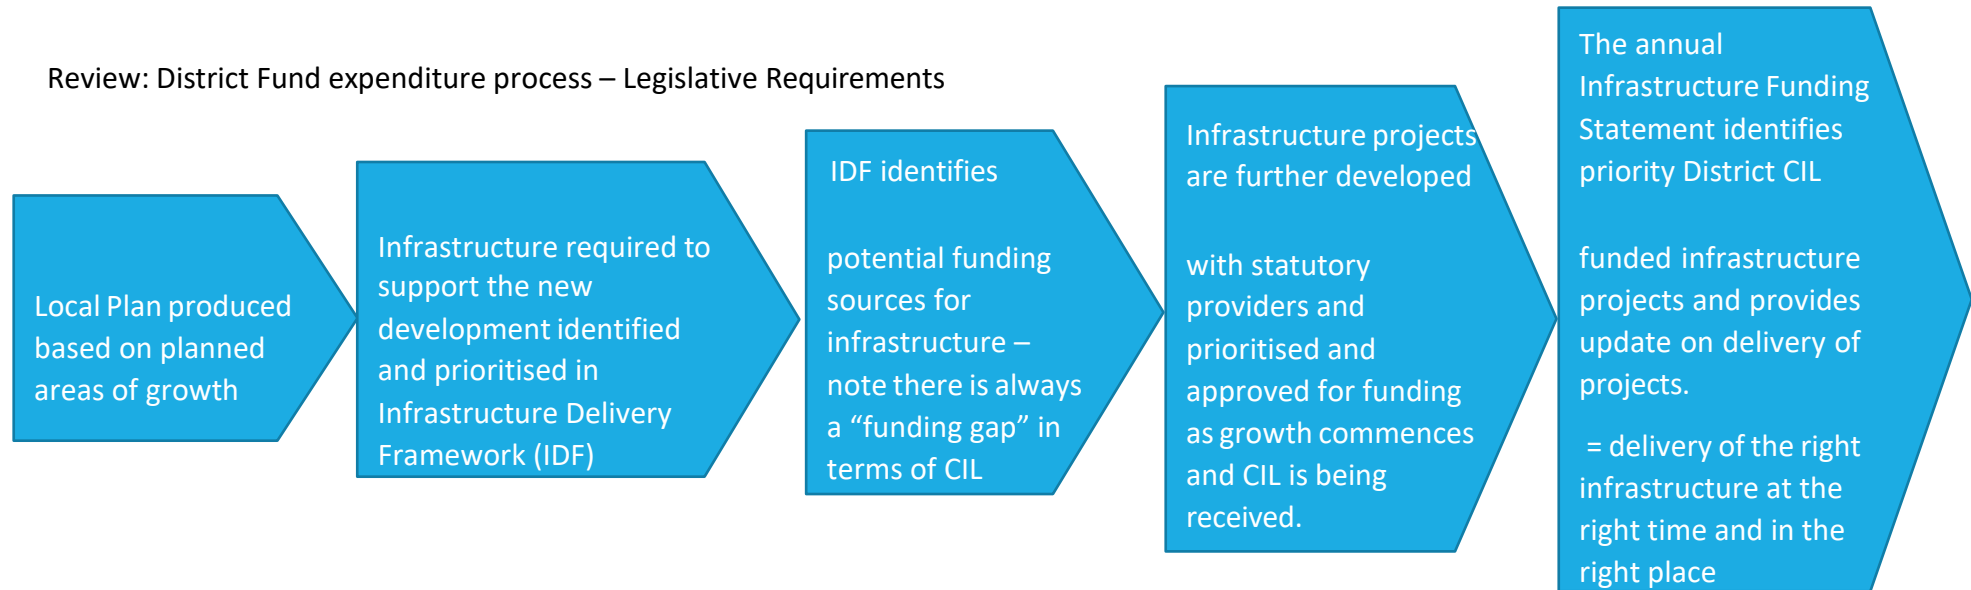 Review: District Fund expenditure process – Legislative Requirements
Local Plan produced
based on planned
areas of growth
Infrastructure required to
support the new
development identified
and prioritised in
Infrastructure Delivery
Framework (IDF)
IDF identifies
potential funding
sources for
infrastructure –
note there is always
a “funding gap” in
terms of CIL
Infrastructure projects
are further developed
with statutory
providers and
prioritised and
approved for funding
as growth commences
and CIL is being
received.
The annual
Infrastructure Funding
Statement identifies
priority District CIL
funded infrastructure
projects and provides
update on delivery of
projects.
= delivery of the right
infrastructure at the
right time and in the
right place